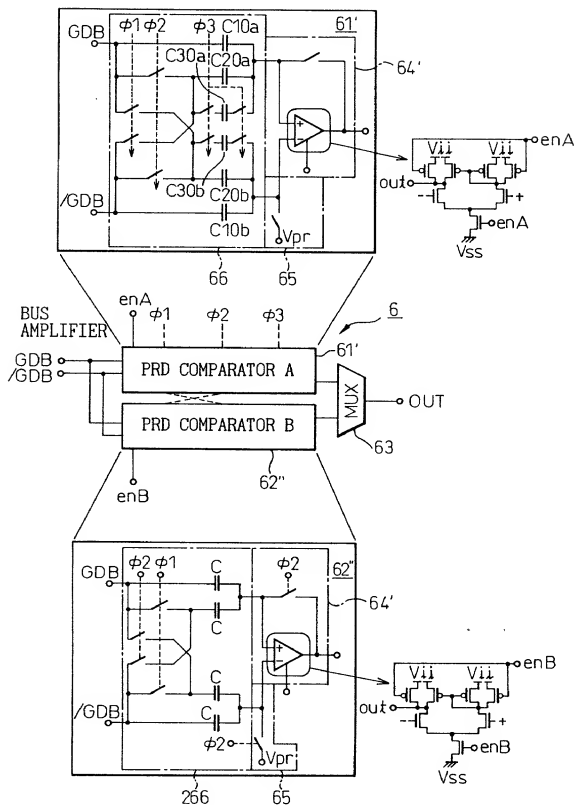 GDB φ1 φ2 φ3 C10a 61'
C30a C20a
64'
C30b C20b
/GDB C10b
Vpr
66 65
Vii enA
out
- +
enA
Vss
BUS
AMPLIFIER
enA φ1 φ2 φ3 6
GDB
/GDB
PRD COMPARATOR A 61'
PRD COMPARATOR B
MUX
OUT
63
enB 62"
GDB φ2 φ1 C φ2 62"
C
64'
C
/GDB C
φ2
Vpr
266 65
Vii enB
out
- +
enB
Vss